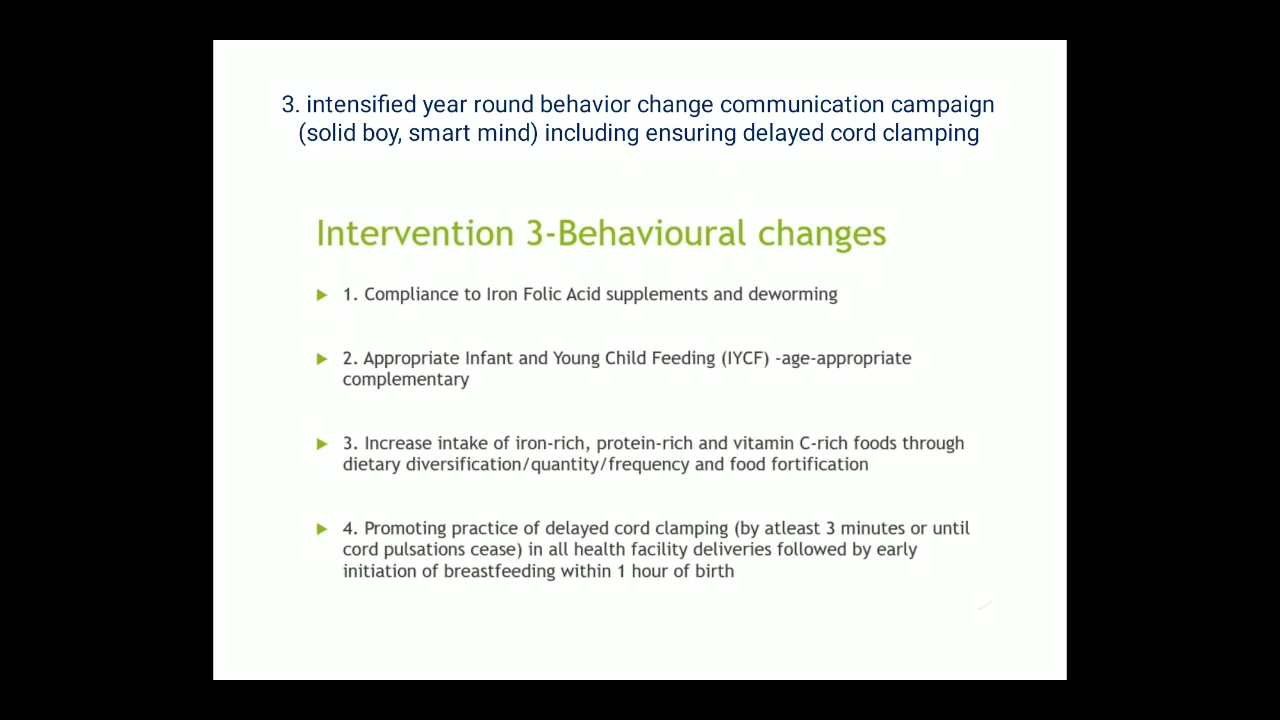 3. intensified year round behavior change communication campaign
(solid boy, smart mind) including ensuring delayed cord clamping
Intervention 3-Behavioural changes
1. Compliance to Iron Folic Acid supplements and deworming
2. Appropriate Infant and Young Child Feeding (IYCF) -age-appropriate
complementary
3. Increase intake of iron-rich, protein-rich and vitamin C-rich foods through
dietary diversification/quantity/frequency and food fortification
4. Promoting practice of delayed cord clamping (by atleast 3 minutes or until
cord pulsations cease) in all health facility deliveries followed by early
initiation of breastfeeding within 1 hour of birth